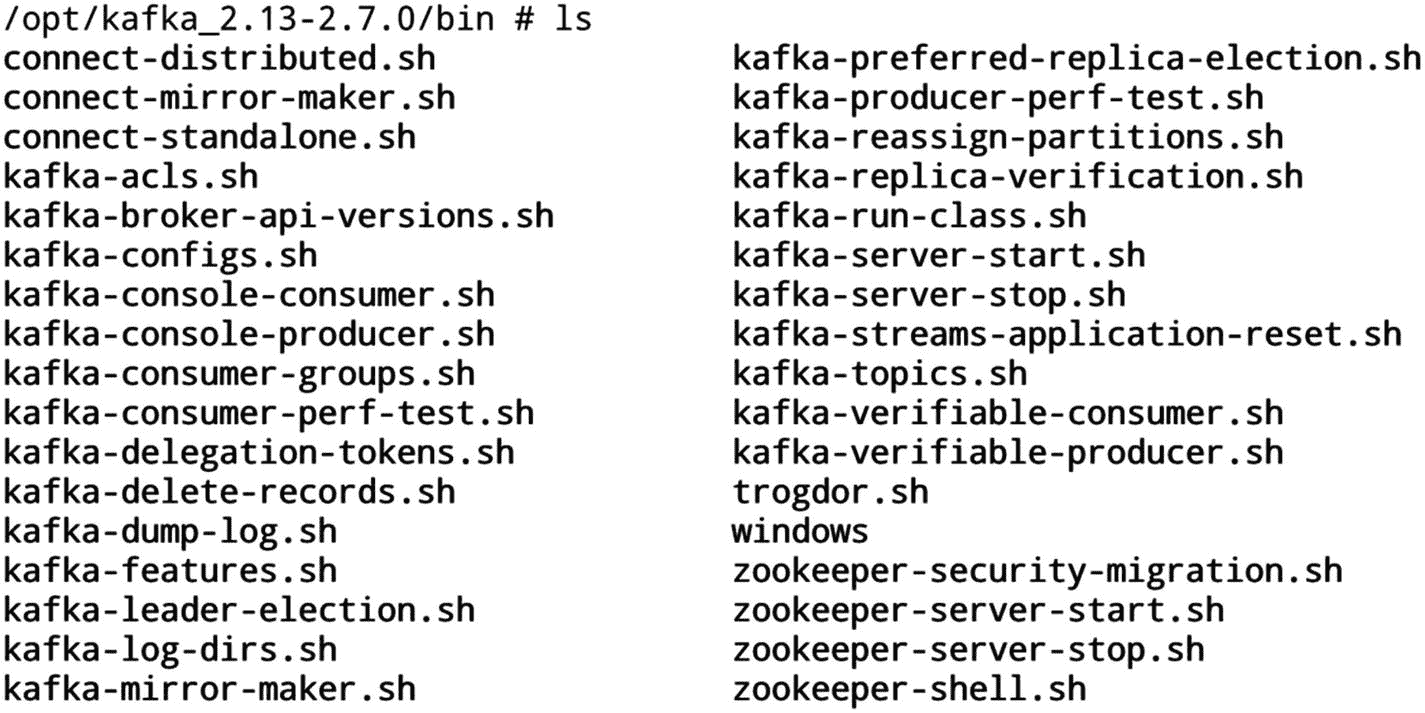 /opt/kafka_2.13-2.7.0/bin # ls
connect-distributed.sh kafka-preferred-replica-election.sh
connect-mirror-maker.sh kafka-producer-perf-test.sh
connect-standalone.sh kafka-reassign-partitions.sh
kafka-acls.sh kafka-replica-verification.sh
kafka-broker-api-versions.sh kafka-run-class.sh
kafka-configs.sh kafka-server-start.sh
kafka-console-consumer.sh kafka-server-stop.sh
kafka-console-producer.sh kafka-streams-application-reset.sh
kafka-consumer-groups.sh kafka-topics.sh
kafka-consumer-perf-test.sh kafka-verifiable-consumer.sh
kafka-delegation-tokens.sh kafka-verifiable-producer.sh
kafka-delete-records.sh trogdor.sh
kafka-dump-log.sh windows
kafka-features.sh zookeeper-security-migration.sh
kafka-leader-election.sh zookeeper-server-start.sh
kafka-log-dirs.sh zookeeper-server-stop.sh
kafka-mirror-maker.sh zookeeper-shell.sh